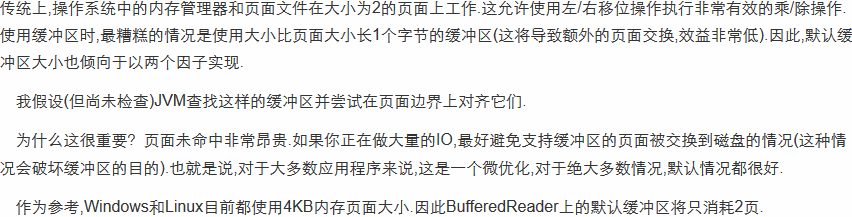 传统上,操作系统中的内存管理器和页面文件在大小为2的页面上工作.这允许使用左/右移位操作执行非常有效的乘/除操作.
使用缓冲区时,最糟糕的情况是使用大小比页面大小长1个字节的缓冲区(这将导致额外的页面交换,效益非常低).因此,默认缓
冲区大小也倾向于以两个因子实现.
我假设(但尚未检查)JVM查找这样的缓冲区并尝试在页面边界上对齐它们.
为什么这很重要? 页面未命中非常昂贵.如果你正在做大量的IO,最好避免支持缓冲区的页面被交换到磁盘的情况(这种情
况会破坏缓冲区的目的).也就是说,对于大多数应用程序来说,这是一个微优化,对于绝大多数情况,默认情况都很好.
作为参考,Windows和Linux目前都使用4KB内存页面大小.因此BufferedReader上的默认缓冲区将只消耗2页.